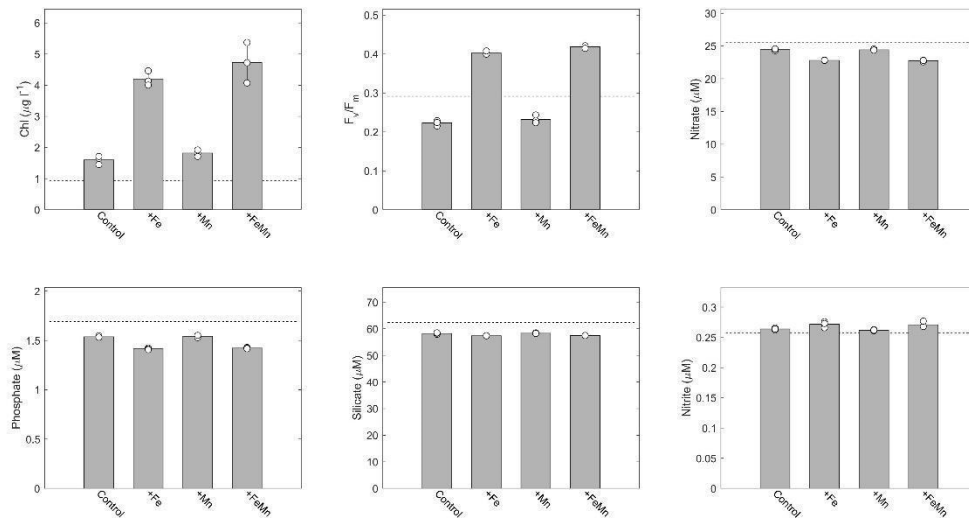 Chl (μg l⁻¹)
6
5
4
3
2
1
0
Control
+Fe
+Mn
+FeMn
Fv/Fm
0.5
0.4
0.3
0.2
0.1
0
Control
+Fe
+Mn
+FeMn
Nitrate (μM)
30
25
20
15
10
5
0
Control
+Fe
+Mn
+FeMn
Phosphate (μM)
2
1.5
1
0.5
0
Control
+Fe
+Mn
+FeMn
Silicate (μM)
70
60
50
40
30
20
10
0
Control
+Fe
+Mn
+FeMn
Nitrite (μM)
0.3
0.25
0.2
0.15
0.1
0.05
0
Control
+Fe
+Mn
+FeMn